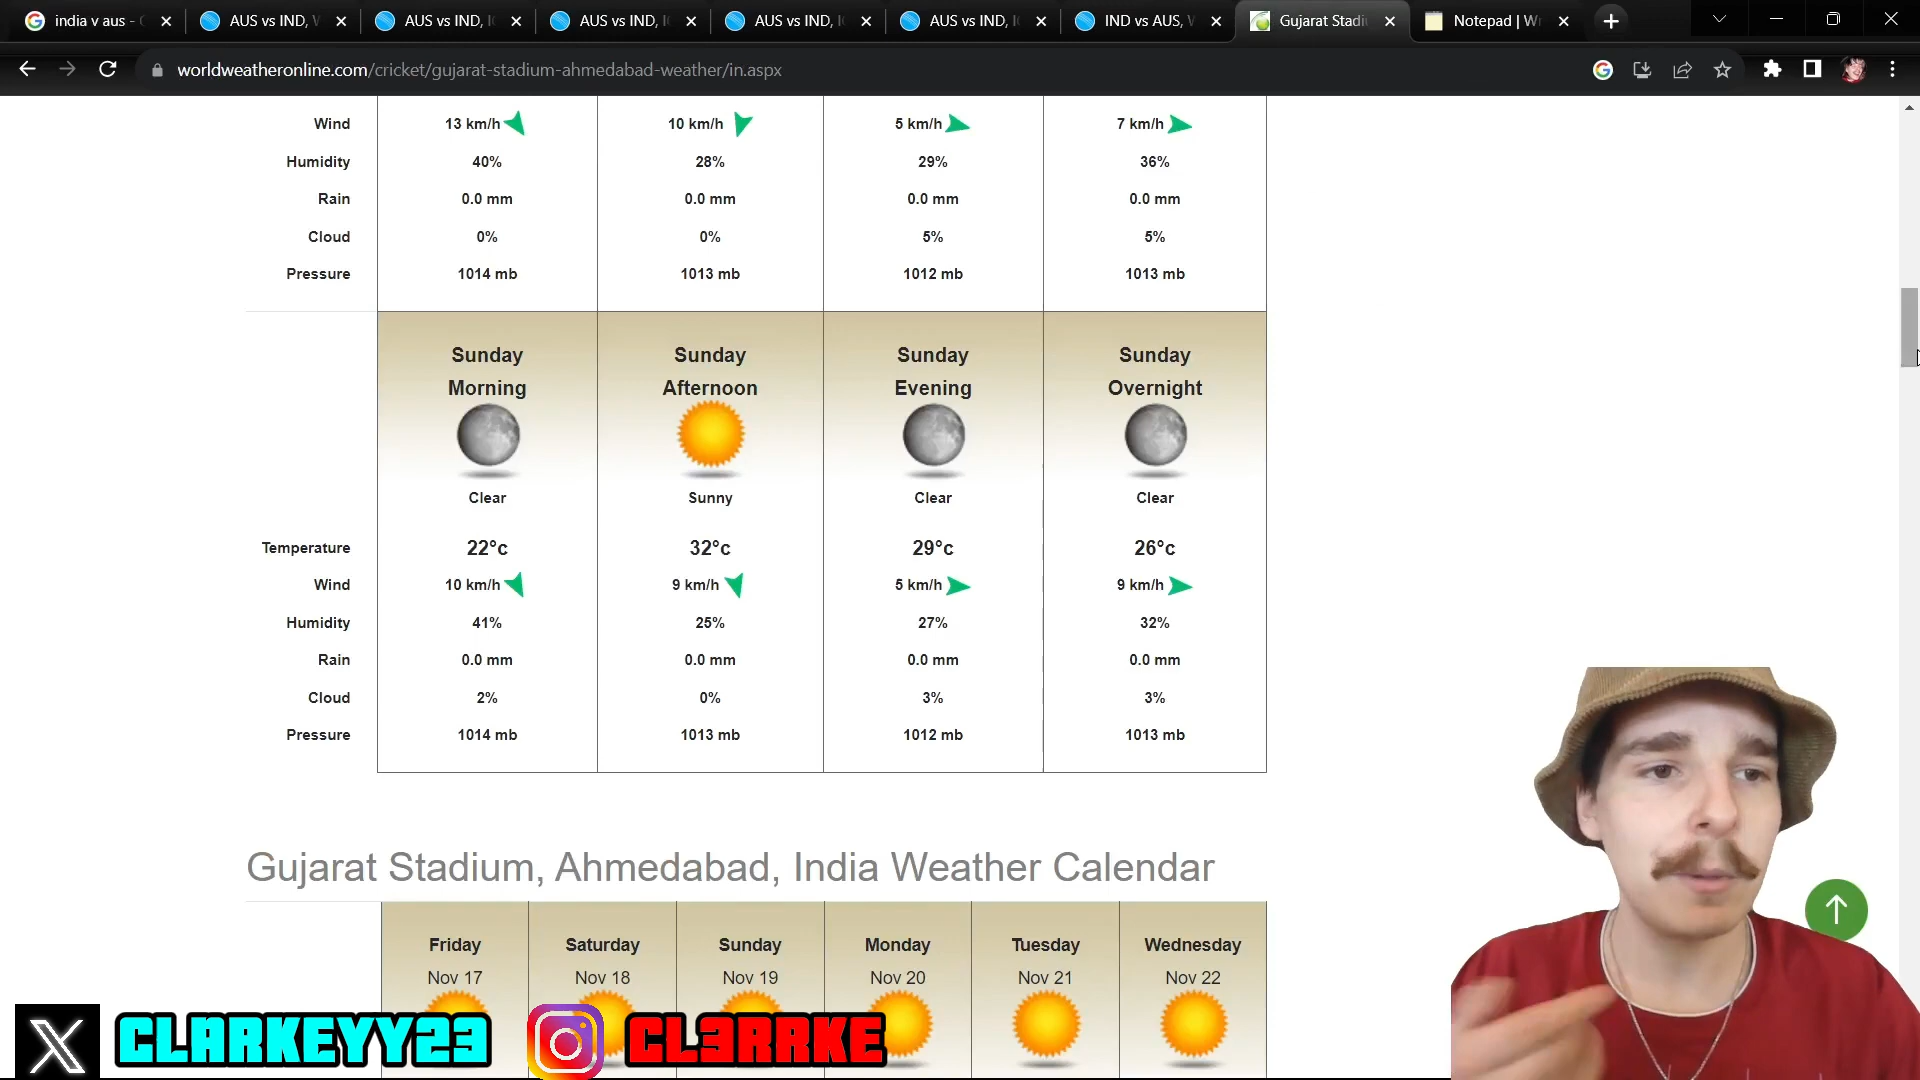 india v aus -
AUS vs IND,
AUS vs IND,
AUS vs IND,
AUS vs IND,
AUS vs IND,
IND vs AUS,
Gujarat Stadi
Notepad | Wr
worldweatheronline.com/cricket/gujarat-stadium-ahmedabad-weather/in.aspx
Wind 13 km/h 10 km/h 5 km/h 7 km/h
Humidity 40% 28% 29% 36%
Rain 0.0 mm 0.0 mm 0.0 mm 0.0 mm
Cloud 0% 0% 5% 5%
Pressure 1014 mb 1013 mb 1012 mb 1013 mb
Sunday Sunday Sunday Sunday
Morning Afternoon Evening Overnight
Clear Sunny Clear Clear
Temperature 22°c 32°c 29°c 26°c
Wind 10 km/h 9 km/h 5 km/h 9 km/h
Humidity 41% 25% 27% 32%
Rain 0.0 mm 0.0 mm 0.0 mm 0.0 mm
Cloud 2% 0% 3% 3%
Pressure 1014 mb 1013 mb 1012 mb 1013 mb
Gujarat Stadium, Ahmedabad, India Weather Calendar
Friday Saturday Sunday Monday Tuesday Wednesday
Nov 17 Nov 18 Nov 19 Nov 20 Nov 21 Nov 22
X CLARKEYY23 CL3RRKE